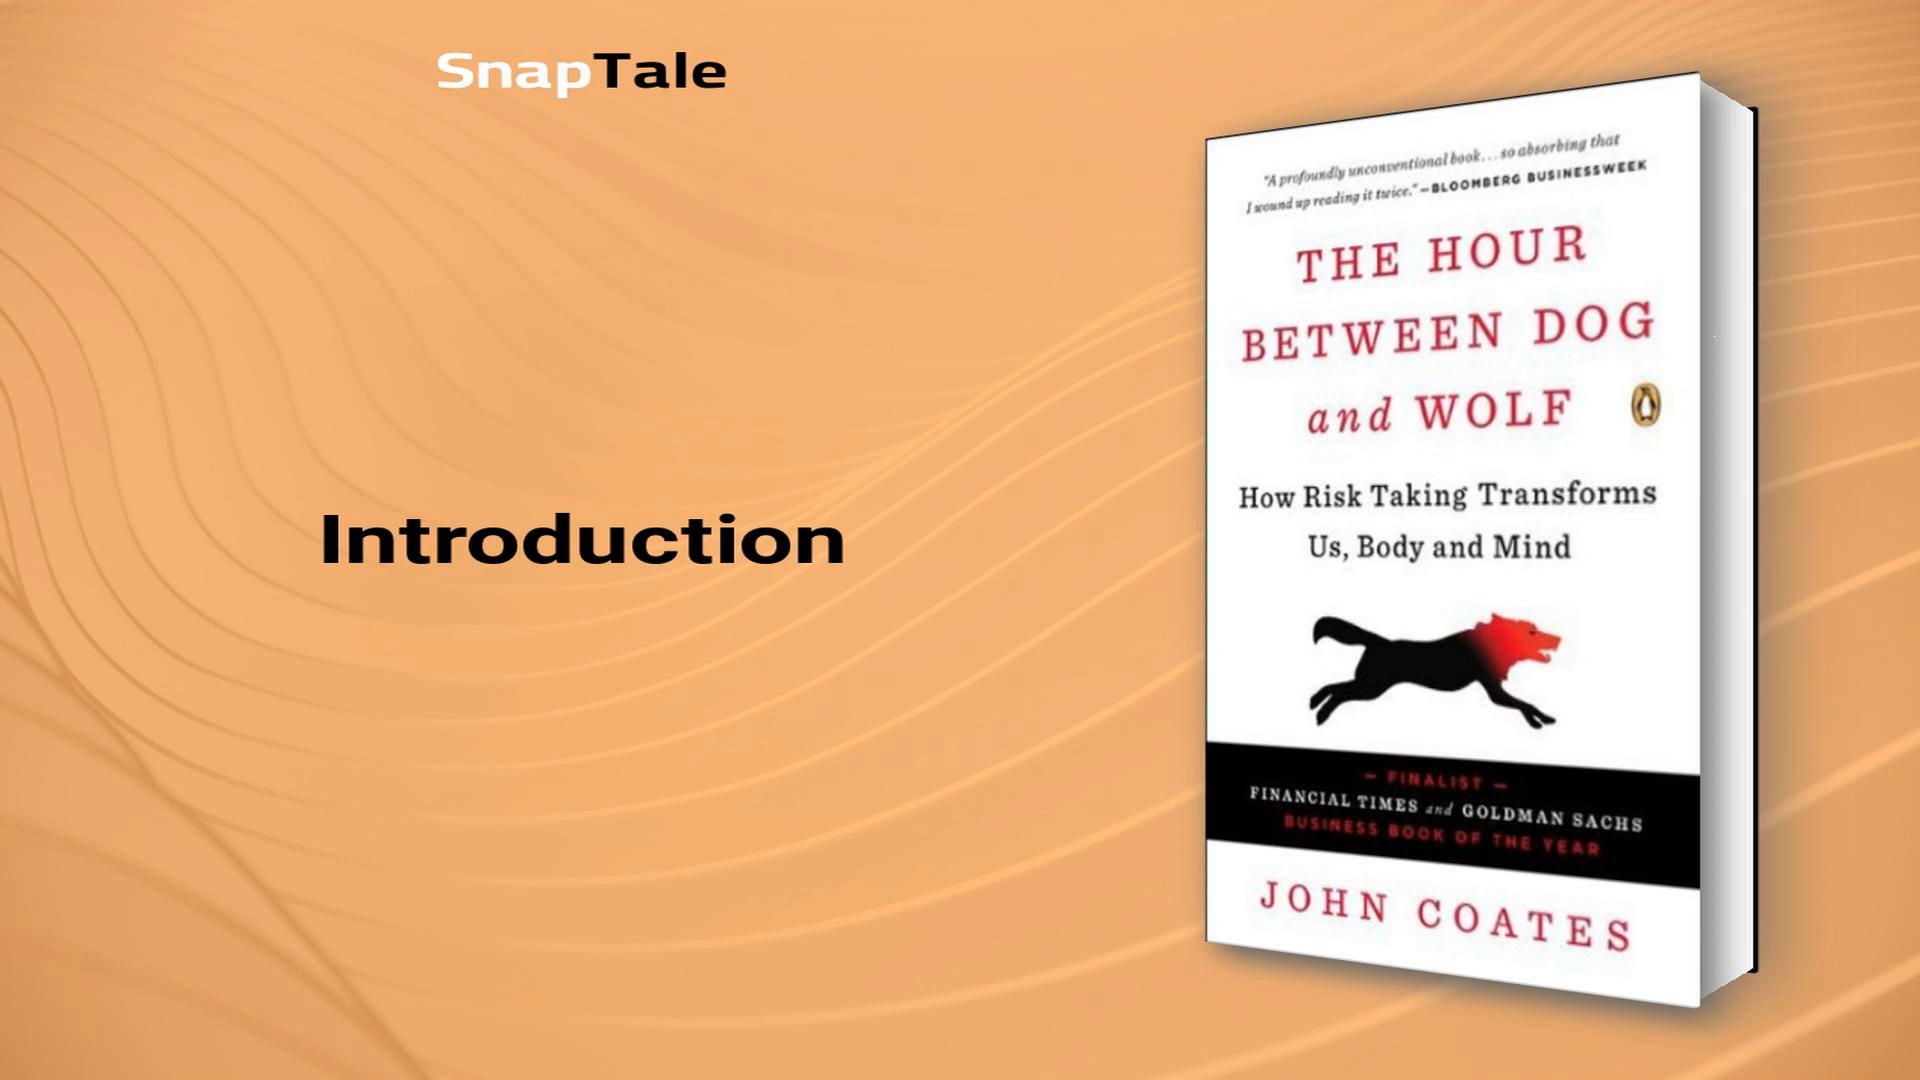 SnapTale
Introduction
"A profoundly unconventional book...so absorbing that
I wound up reading it twice." —BLOOMBERG BUSINESSWEEK
THE HOUR
BETWEEN DOG
and WOLF
How Risk Taking Transforms
Us, Body and Mind
— FINALIST —
FINANCIAL TIMES and GOLDMAN SACHS
BUSINESS BOOK OF THE YEAR
JOHN COATES